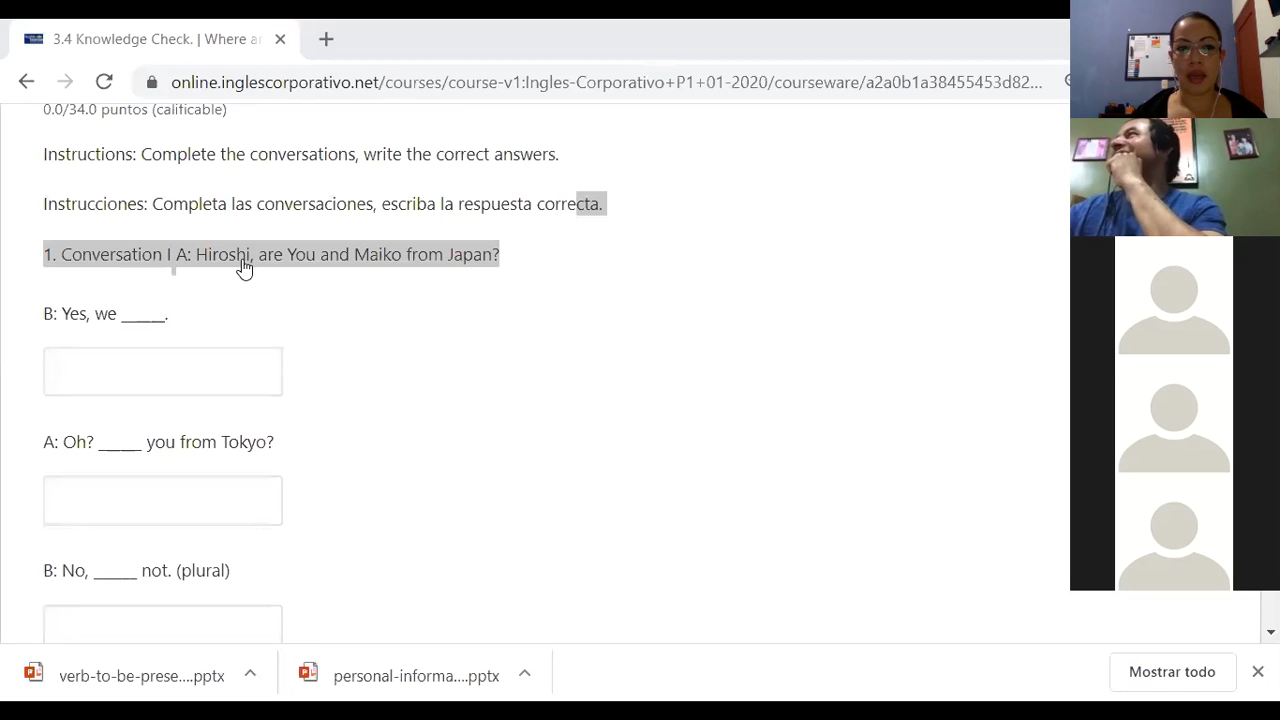 3.4 Knowledge Check. | Where ar
online.inglescorporativo.net/courses/course-v1:Ingles-Corporativo+P1+01-2020/courseware/a2a0b1a38455453d82...
0.0/34.0 puntos (calificable)
Instructions: Complete the conversations, write the correct answers.
Instrucciones: Completa las conversaciones, escriba la respuesta correcta.
1. Conversation I A: Hiroshi, are You and Maiko from Japan?
B: Yes, we _____.
A: Oh? _____ you from Tokyo?
B: No, _____ not. (plural)
verb-to-be-prese....pptx
personal-informa....pptx
Mostrar todo